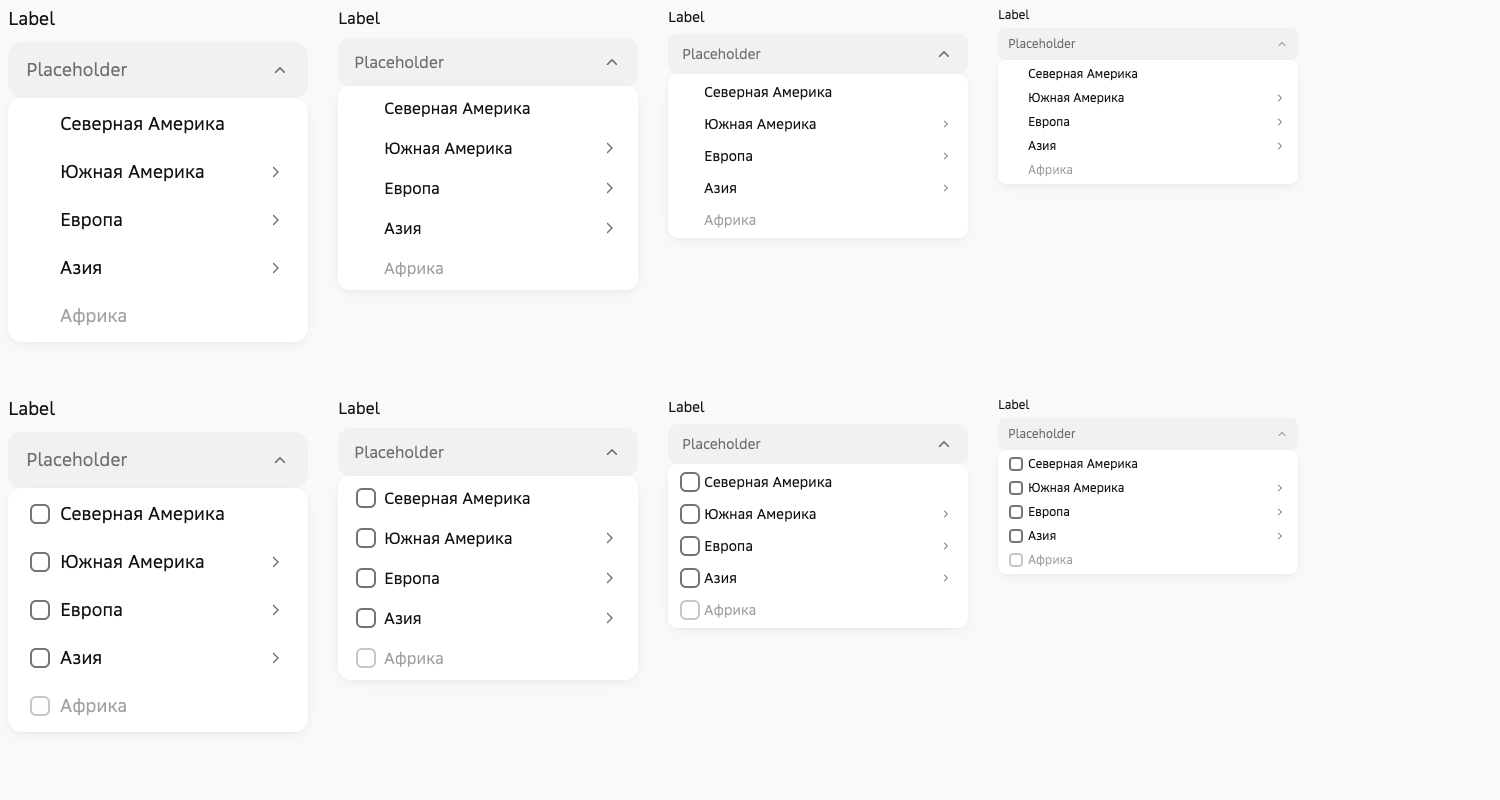 Label
Placeholder
Северная Америка
Южная Америка
Европа
Азия
Африка
Label
Placeholder
Северная Америка
Южная Америка
Европа
Азия
Африка
Label
Placeholder
Северная Америка
Южная Америка
Европа
Азия
Африка
Label
Placeholder
Северная Америка
Южная Америка
Европа
Азия
Африка
Label
Placeholder
Северная Америка
Южная Америка
Европа
Азия
Африка
Label
Placeholder
Северная Америка
Южная Америка
Европа
Азия
Африка
Label
Placeholder
Северная Америка
Южная Америка
Европа
Азия
Африка
Label
Placeholder
Северная Америка
Южная Америка
Европа
Азия
Африка